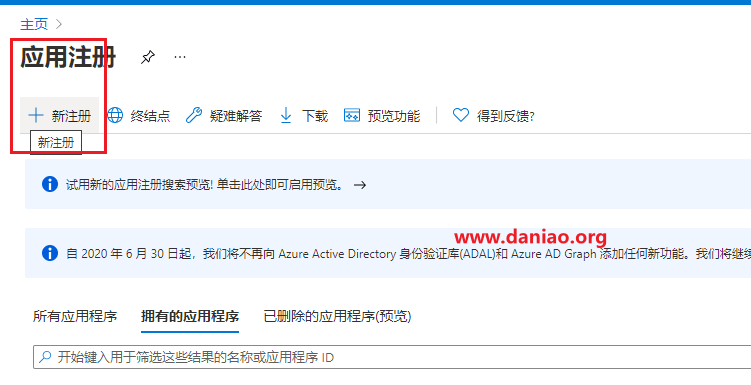 主页
应用注册
新注册 终结点 疑难解答 下载 预览功能 得到反馈?
新注册
试用新的应用注册搜索预览! 单击此处即可启用预览。 →
www.daniao.org
自 2020 年 6 月 30 日起，我们将不再向 Azure Active Directory 身份验证库(ADAL)和 Azure AD Graph 添加任何新功能。我们将继续
所有应用程序 拥有的应用程序 已删除的应用程序(预览)
开始键入用于筛选这些结果的名称或应用程序 ID